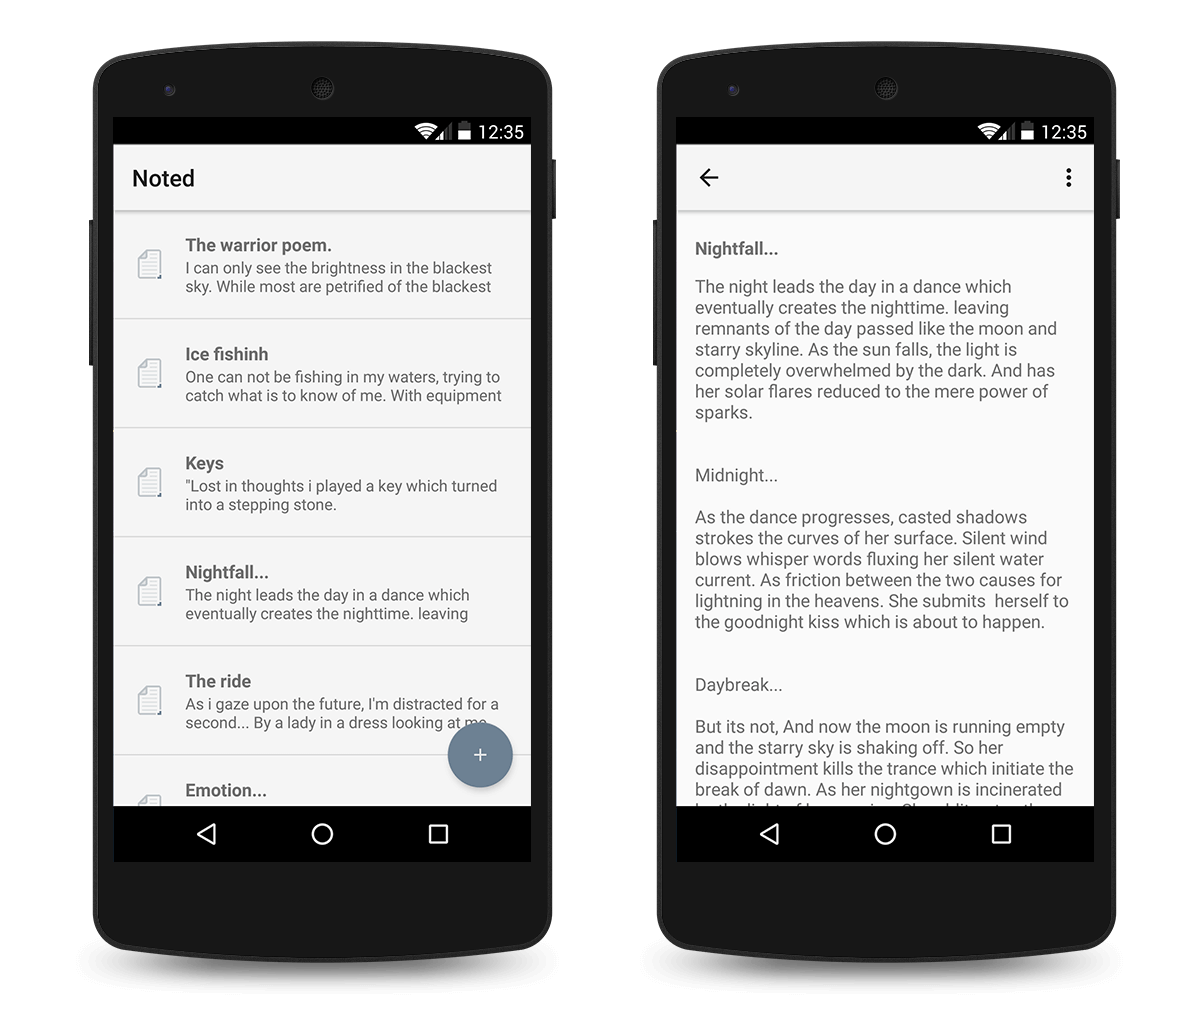 12:35
Noted
The warrior poem.
I can only see the brightness in the blackest
sky. While most are petrified of the blackest
Ice fishinh
One can not be fishing in my waters, trying to
catch what is to know of me. With equipment
Keys
"Lost in thoughts i played a key which turned
into a stepping stone.
Nightfall...
The night leads the day in a dance which
eventually creates the nighttime. leaving
The ride
As i gaze upon the future, I'm distracted for a
second... By a lady in a dress looking at me
Emotion...
12:35
Nightfall...
The night leads the day in a dance which
eventually creates the nighttime. leaving
remnants of the day passed like the moon and
starry skyline. As the sun falls, the light is
completely overwhelmed by the dark. And has
her solar flares reduced to the mere power of
sparks.
Midnight...
As the dance progresses, casted shadows
strokes the curves of her surface. Silent wind
blows whisper words fluxing her silent water
current. As friction between the two causes for
lightning in the heavens. She submits  herself to
the goodnight kiss which is about to happen.
Daybreak...
But its not, And now the moon is running empty
and the starry sky is shaking off. So her
disappointment kills the trance which initiate the
break of dawn. As her nightgown is incinerated